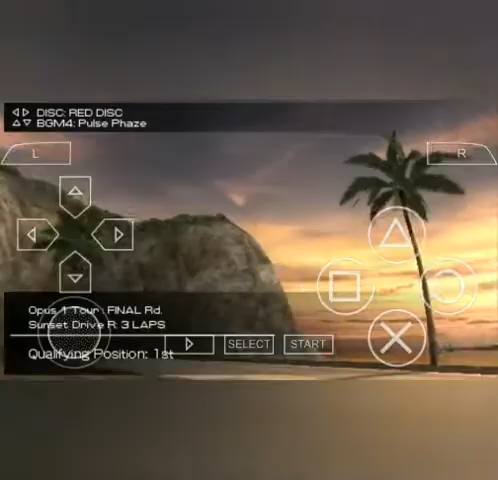 DISC: RED DISC
BGM4: Pulse Phaze
L
R
Opus 1 Tour : FINAL Rd.
Sunset Drive R: 3 LAPS
Qualifying Position: 1st
SELECT
START